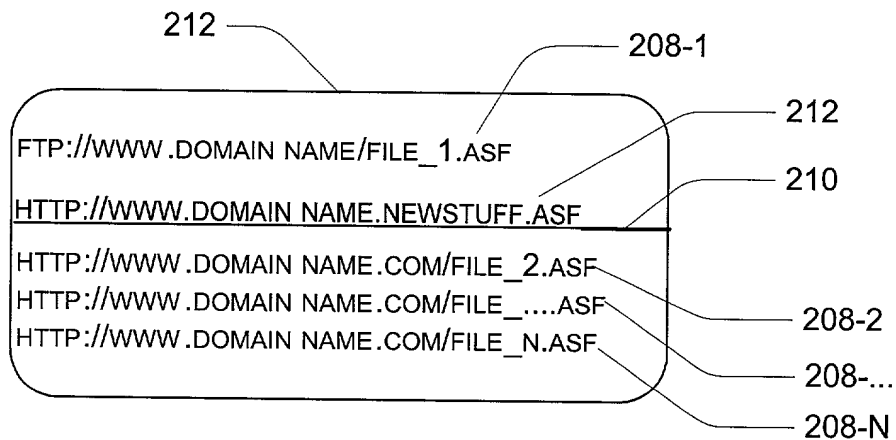 212
208-1
212
FTP://WWW.DOMAIN NAME/FILE_1.ASF
HTTP://WWW.DOMAIN NAME.NEWSTUFF.ASF
210
HTTP://WWW.DOMAIN NAME.COM/FILE_2.ASF
HTTP://WWW.DOMAIN NAME.COM/FILE_....ASF
208-2
HTTP://WWW.DOMAIN NAME.COM/FILE_N.ASF
208-...
208-N